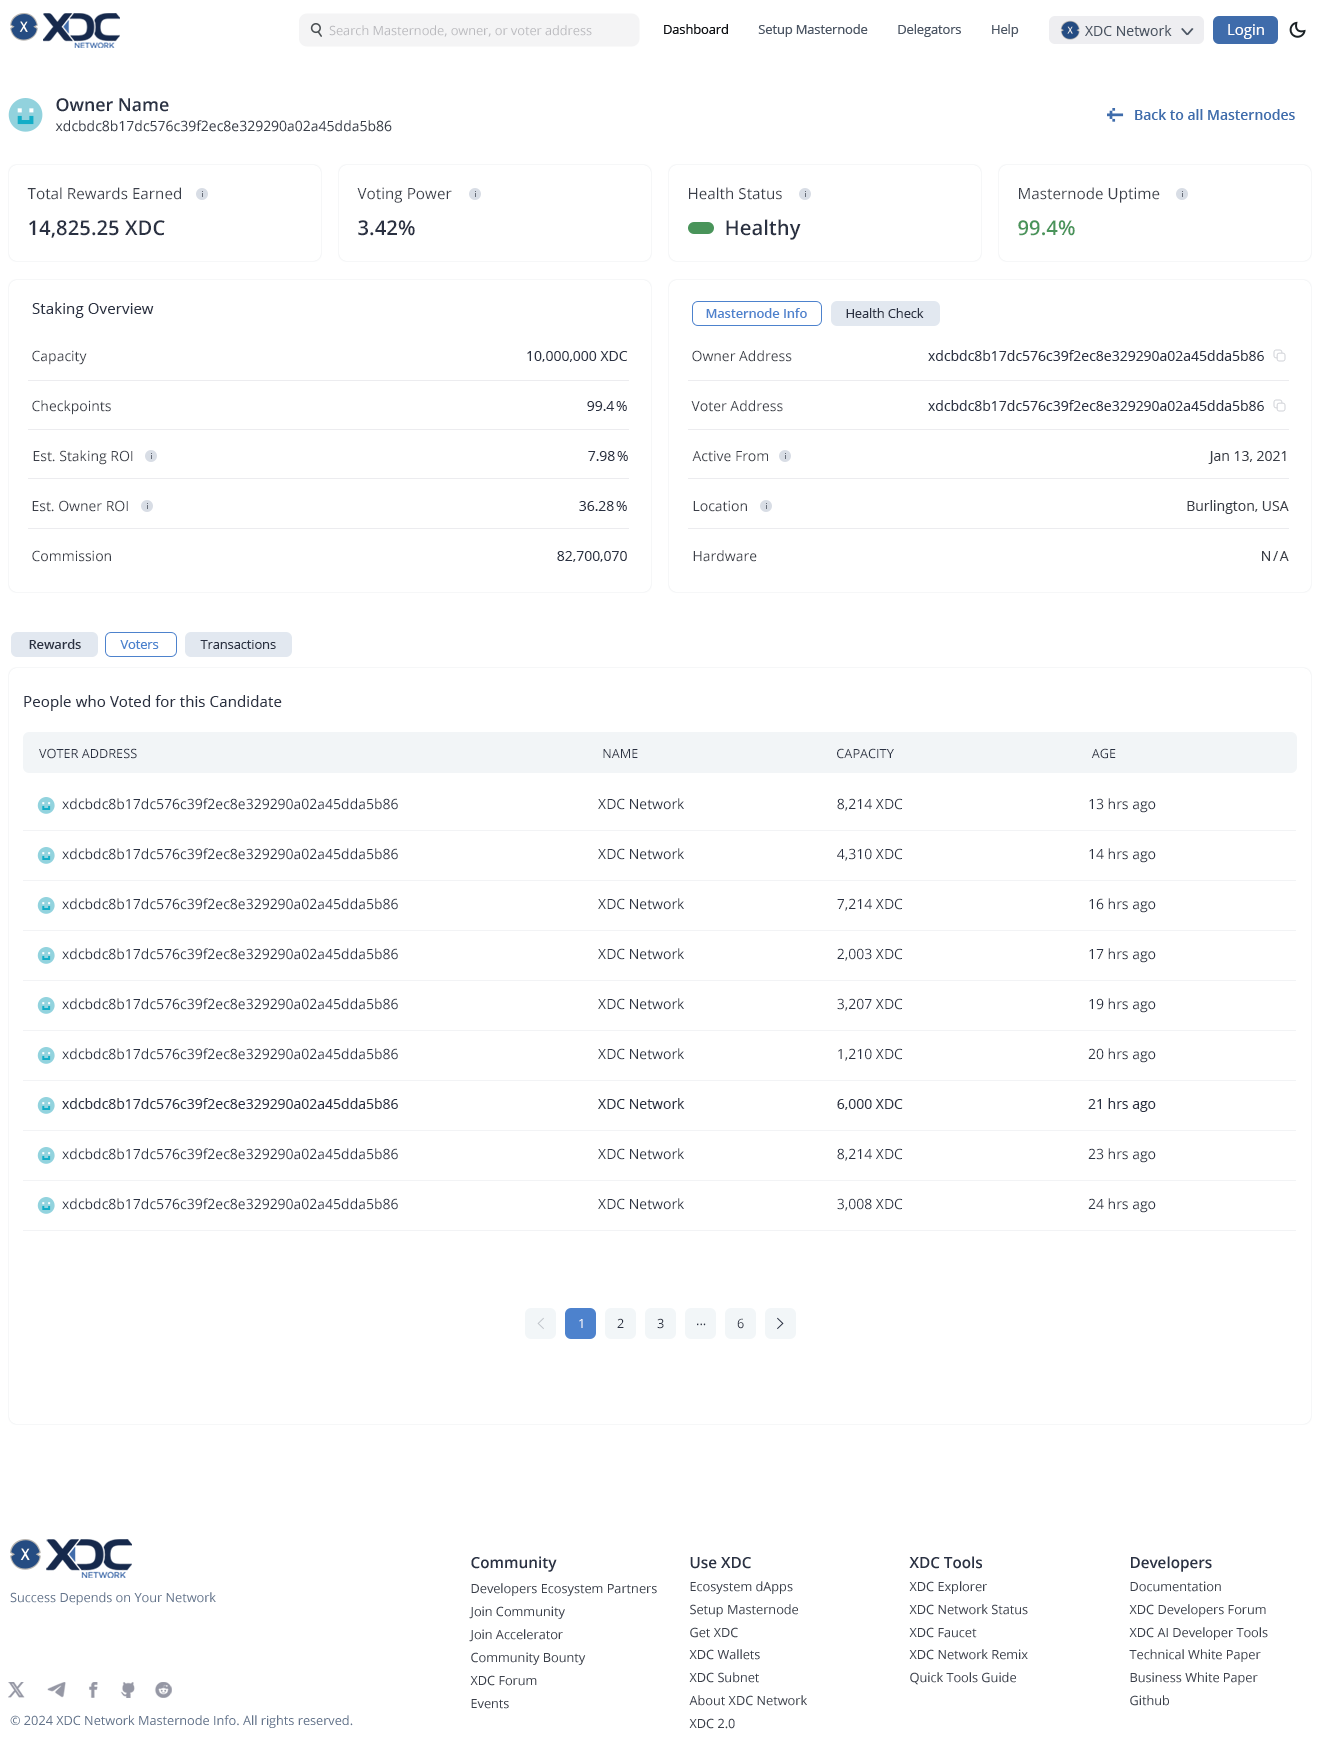 XDC
NETWORK
Search Masternode, owner, or voter address
Dashboard
Setup Masternode
Delegators
Help
X
XDC Network
Login
Owner Name
xdcbdc8b17dc576c39f2ec8e329290a02a45dda5b86
Back to all Masternodes
Total Rewards Earned
14,825.25 XDC
Voting Power
3.42%
Health Status
Healthy
Masternode Uptime
99.4%
Staking Overview
Capacity 10,000,000 XDC
Checkpoints 99.4%
Est. Staking ROI 7.98%
Est. Owner ROI 36.28%
Commission 82,700,070
Masternode Info
Health Check
Owner Address xdcbdc8b17dc576c39f2ec8e329290a02a45dda5b86
Voter Address xdcbdc8b17dc576c39f2ec8e329290a02a45dda5b86
Active From Jan 13, 2021
Location Burlington, USA
Hardware N/A
Rewards
Voters
Transactions
People who Voted for this Candidate
VOTER ADDRESS NAME CAPACITY AGE
xdcbdc8b17dc576c39f2ec8e329290a02a45dda5b86 XDC Network 8,214 XDC 13 hrs ago
xdcbdc8b17dc576c39f2ec8e329290a02a45dda5b86 XDC Network 4,310 XDC 14 hrs ago
xdcbdc8b17dc576c39f2ec8e329290a02a45dda5b86 XDC Network 7,214 XDC 16 hrs ago
xdcbdc8b17dc576c39f2ec8e329290a02a45dda5b86 XDC Network 2,003 XDC 17 hrs ago
xdcbdc8b17dc576c39f2ec8e329290a02a45dda5b86 XDC Network 3,207 XDC 19 hrs ago
xdcbdc8b17dc576c39f2ec8e329290a02a45dda5b86 XDC Network 1,210 XDC 20 hrs ago
xdcbdc8b17dc576c39f2ec8e329290a02a45dda5b86 XDC Network 6,000 XDC 21 hrs ago
xdcbdc8b17dc576c39f2ec8e329290a02a45dda5b86 XDC Network 8,214 XDC 23 hrs ago
xdcbdc8b17dc576c39f2ec8e329290a02a45dda5b86 XDC Network 3,008 XDC 24 hrs ago
1 2 3 ... 6
X XDC
NETWORK
Success Depends on Your Network
© 2024 XDC Network Masternode Info. All rights reserved.
Community
Developers Ecosystem Partners
Join Community
Join Accelerator
Community Bounty
XDC Forum
Events
Use XDC
Ecosystem dApps
Setup Masternode
Get XDC
XDC Wallets
XDC Subnet
About XDC Network
XDC 2.0
XDC Tools
XDC Explorer
XDC Network Status
XDC Faucet
XDC Network Remix
Quick Tools Guide
Developers
Documentation
XDC Developers Forum
XDC AI Developer Tools
Technical White Paper
Business White Paper
Github